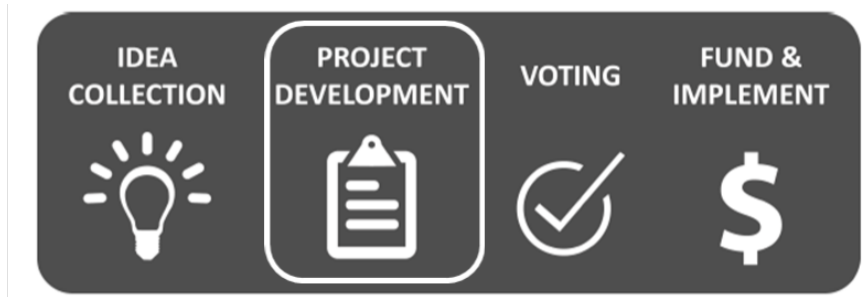 IDEA
COLLECTION
PROJECT
DEVELOPMENT
VOTING
FUND &
IMPLEMENT
$